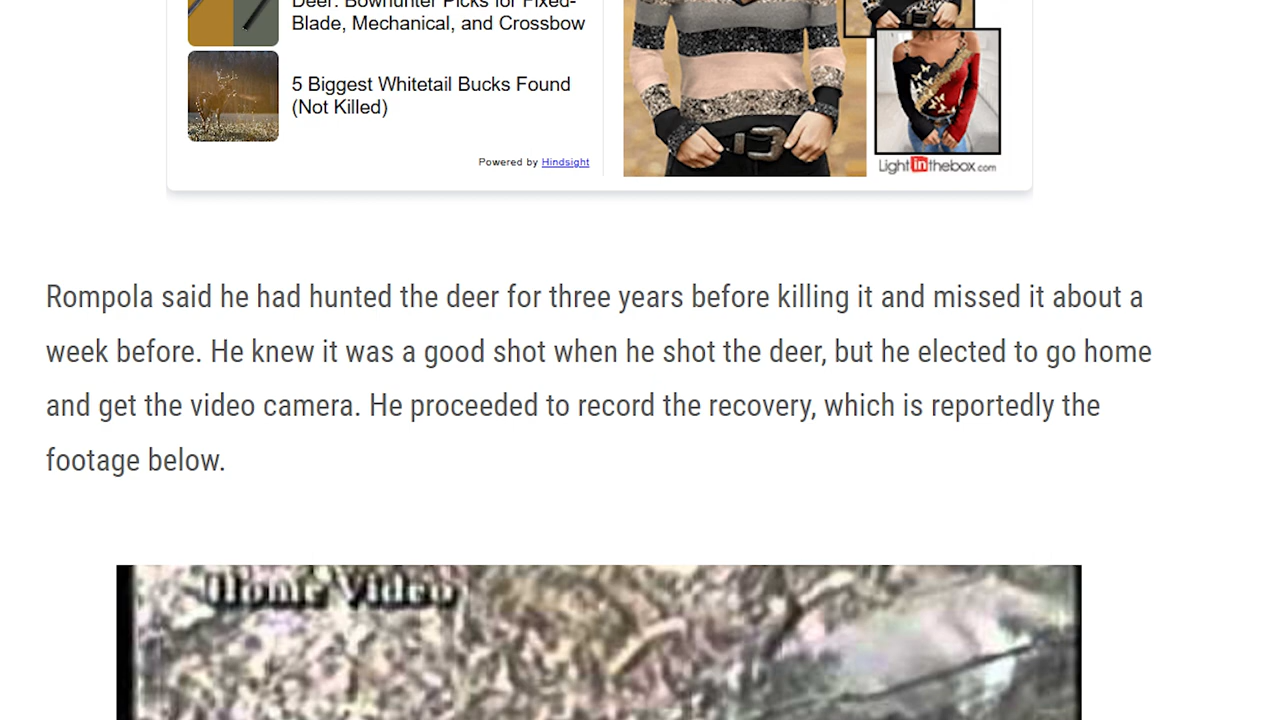 Deer: Bowhunter Picks for Fixed-
Blade, Mechanical, and Crossbow
5 Biggest Whitetail Bucks Found
(Not Killed)
Powered by Hindsight
Light in thebox.com
Rompola said he had hunted the deer for three years before killing it and missed it about a
week before. He knew it was a good shot when he shot the deer, but he elected to go home
and get the video camera. He proceeded to record the recovery, which is reportedly the
footage below.
Home Video